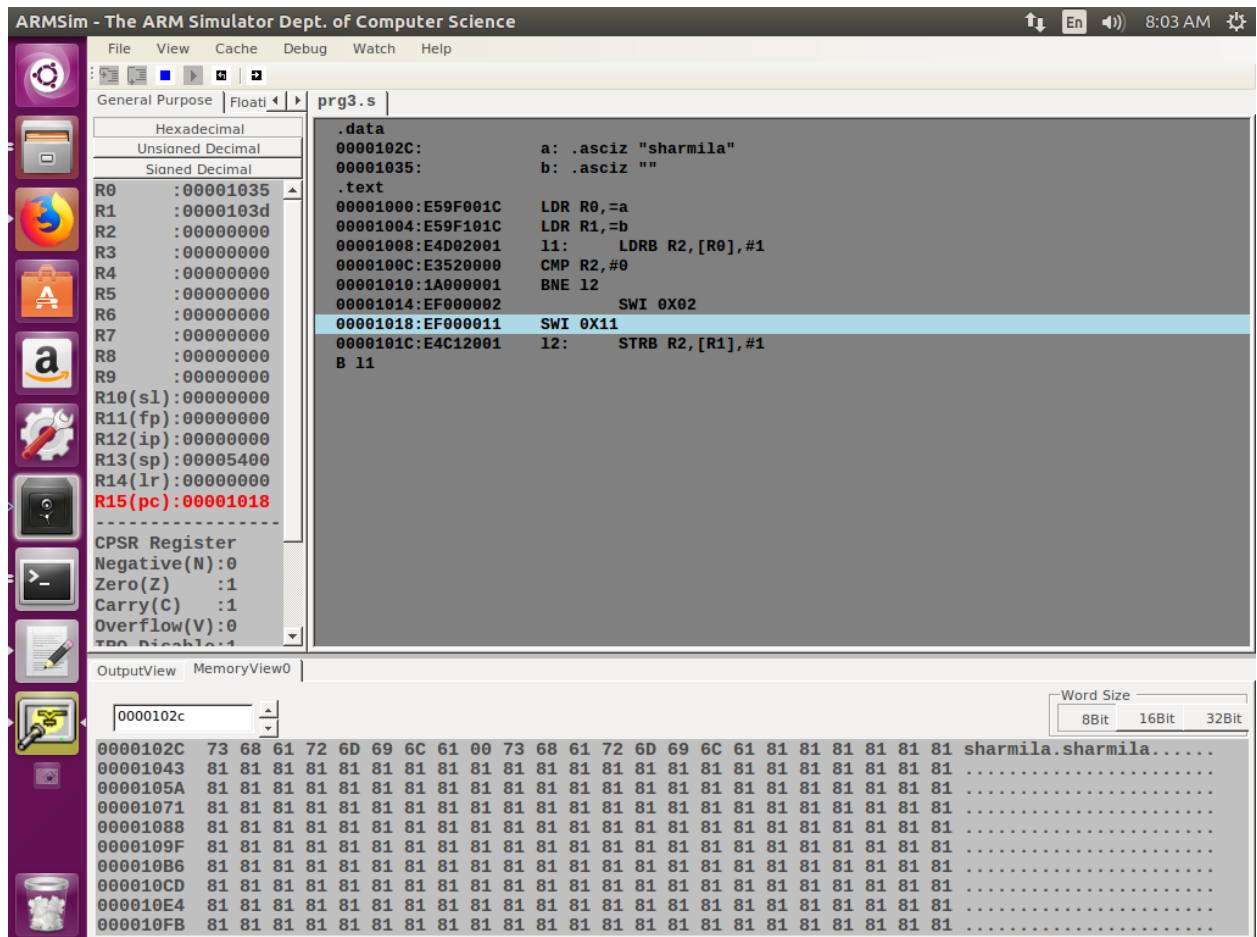 ARMSim - The ARM Simulator Dept. of Computer Science En 8:03 AM
File View Cache Debug Watch Help
General Purpose Floati prg3.s
Hexadecimal
Unsigned Decimal
Signed Decimal
R0 :00001035
R1 :0000103d
R2 :00000000
R3 :00000000
R4 :00000000
R5 :00000000
R6 :00000000
R7 :00000000
R8 :00000000
R9 :00000000
R10(sl):00000000
R11(fp):00000000
R12(ip):00000000
R13(sp):00005400
R14(lr):00000000
R15(pc):00001018
------------------
CPSR Register
Negative(N):0
Zero(Z) :1
Carry(C) :1
Overflow(V):0
IRQ Disable:1
.data
0000102C: a: .asciz "sharmila"
00001035: b: .asciz ""
.text
00001000:E59F001C LDR R0,=a
00001004:E59F101C LDR R1,=b
00001008:E4D02001 l1: LDRB R2,[R0],#1
0000100C:E3520000 CMP R2,#0
00001010:1A000001 BNE l2
00001014:EF000002 SWI 0X02
00001018:EF000011 SWI 0X11
0000101C:E4C12001 l2: STRB R2,[R1],#1
B l1
OutputView MemoryView0
0000102c
Word Size
8Bit 16Bit 32Bit
0000102C 73 68 61 72 6D 69 6C 61 00 73 68 61 72 6D 69 6C 61 81 81 81 81 81 81 sharmila.sharmila......
00001043 81 81 81 81 81 81 81 81 81 81 81 81 81 81 81 81 81 81 81 81 81 81 81 .......................
0000105A 81 81 81 81 81 81 81 81 81 81 81 81 81 81 81 81 81 81 81 81 81 81 81 .......................
00001071 81 81 81 81 81 81 81 81 81 81 81 81 81 81 81 81 81 81 81 81 81 81 81 .......................
00001088 81 81 81 81 81 81 81 81 81 81 81 81 81 81 81 81 81 81 81 81 81 81 81 .......................
0000109F 81 81 81 81 81 81 81 81 81 81 81 81 81 81 81 81 81 81 81 81 81 81 81 .......................
000010B6 81 81 81 81 81 81 81 81 81 81 81 81 81 81 81 81 81 81 81 81 81 81 81 .......................
000010CD 81 81 81 81 81 81 81 81 81 81 81 81 81 81 81 81 81 81 81 81 81 81 81 .......................
000010E4 81 81 81 81 81 81 81 81 81 81 81 81 81 81 81 81 81 81 81 81 81 81 81 .......................
000010FB 81 81 81 81 81 81 81 81 81 81 81 81 81 81 81 81 81 81 81 81 81 81 81 .......................